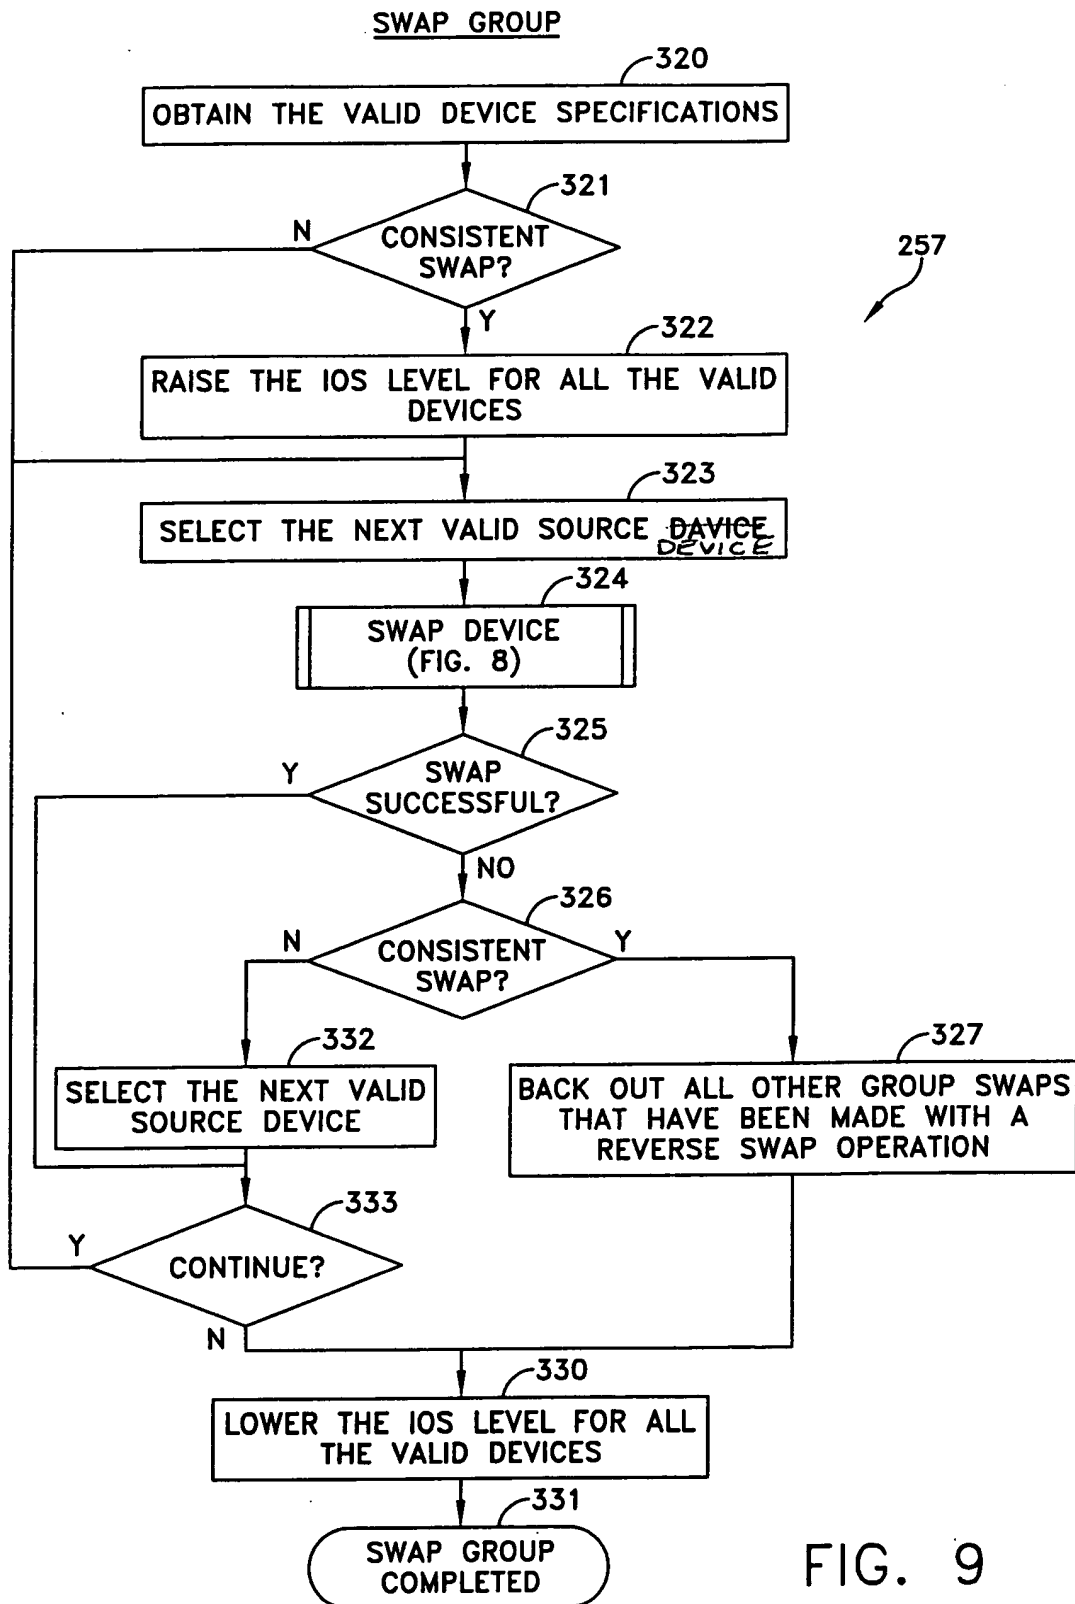 SWAP GROUP
320
OBTAIN THE VALID DEVICE SPECIFICATIONS
321
N
CONSISTENT
SWAP?
257
Y
322
RAISE THE IOS LEVEL FOR ALL THE VALID
DEVICES
323
SELECT THE NEXT VALID SOURCE DAVICE
DEVICE
324
SWAP DEVICE
(FIG. 8)
325
Y
SWAP
SUCCESSFUL?
NO
326
N
CONSISTENT
SWAP?
Y
332
SELECT THE NEXT VALID
SOURCE DEVICE
327
BACK OUT ALL OTHER GROUP SWAPS
THAT HAVE BEEN MADE WITH A
REVERSE SWAP OPERATION
333
Y
CONTINUE?
N
330
LOWER THE IOS LEVEL FOR ALL
THE VALID DEVICES
331
SWAP GROUP
COMPLETED
FIG. 9